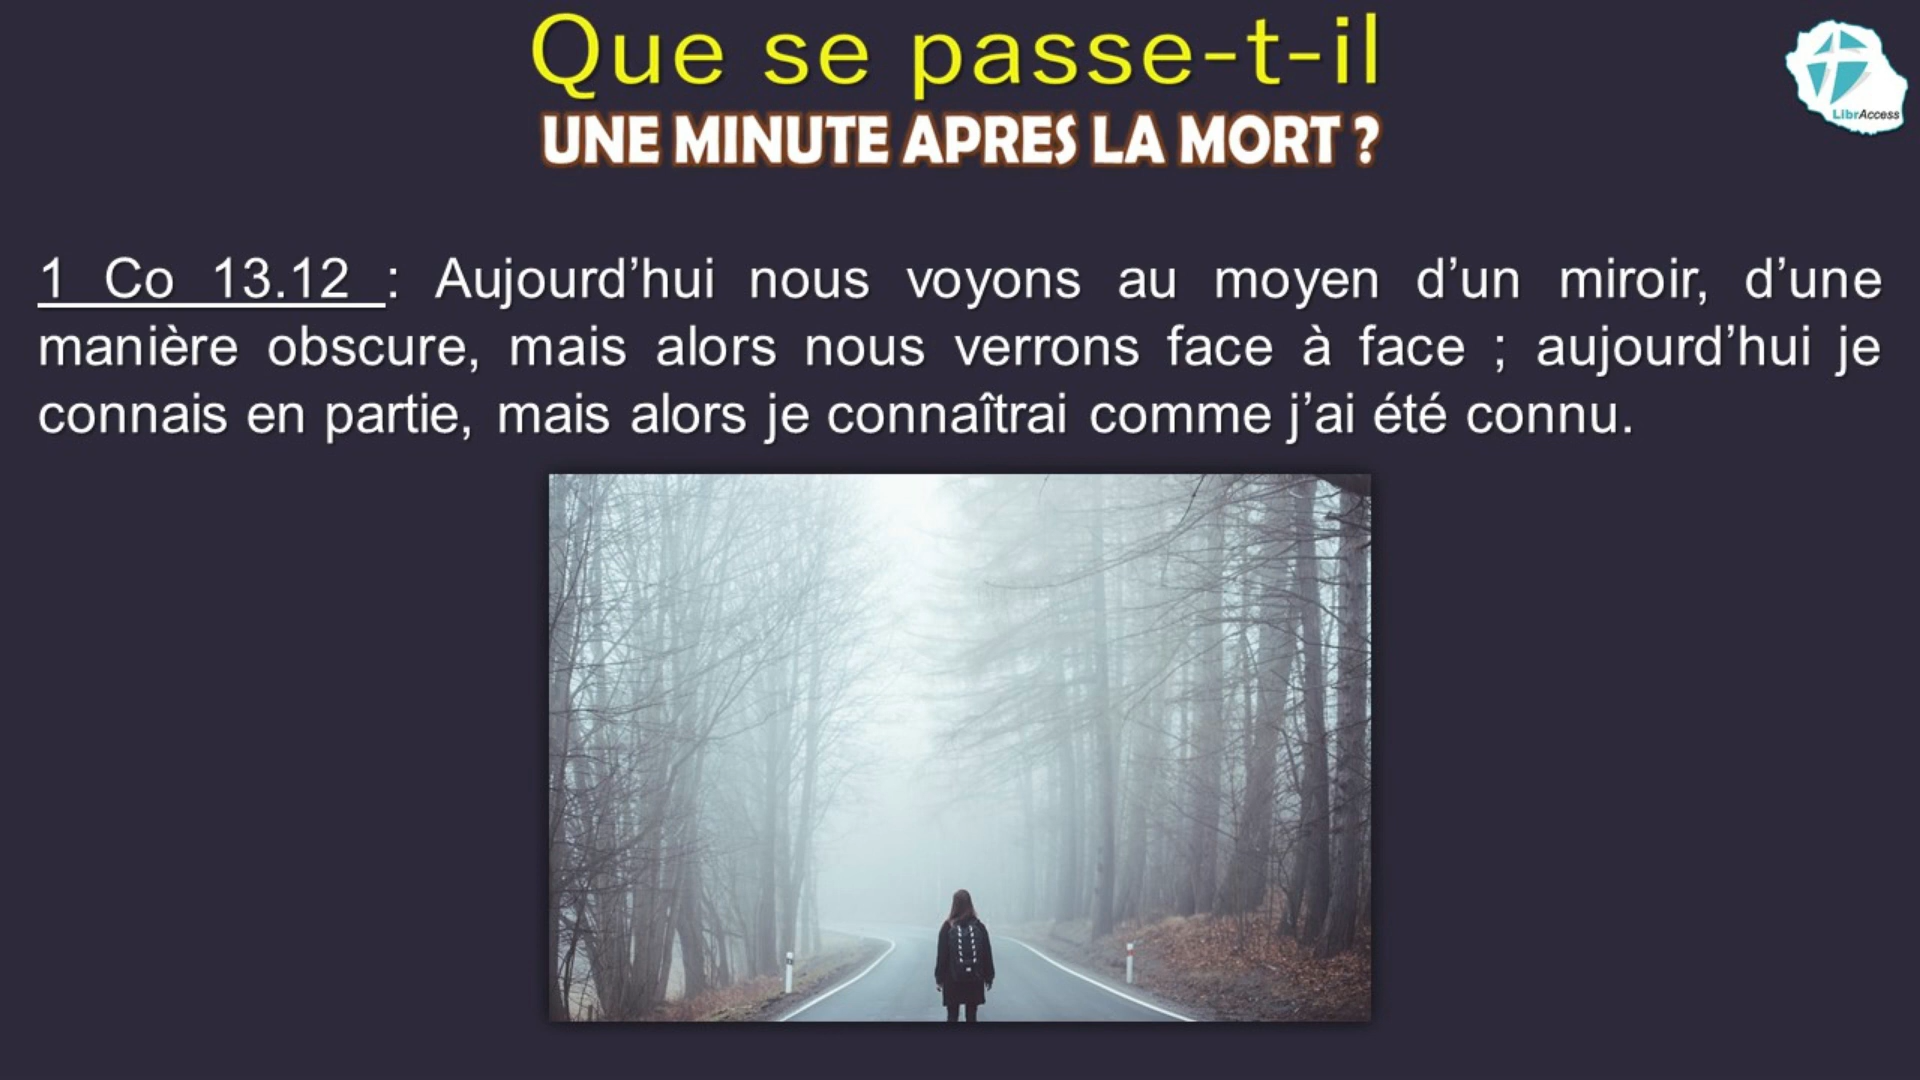 Que se passe-t-il
UNE MINUTE APRES LA MORT ?
LibrAccess
1 Co 13.12 : Aujourd’hui nous voyons au moyen d’un miroir, d’une
manière obscure, mais alors nous verrons face à face ; aujourd’hui je
connais en partie, mais alors je connaîtrai comme j’ai été connu.